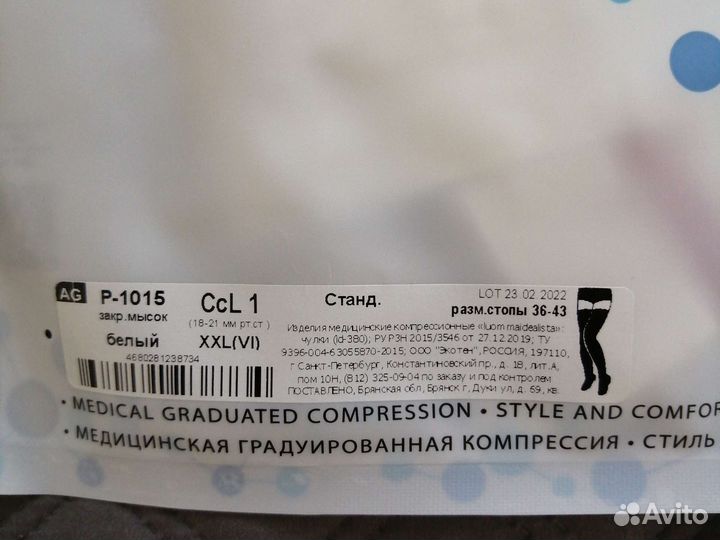 AG P-1015 CcL 1 Станд. LOT 23 02 2022
закр.мысок (18-21 мм рт.ст.) разм.стопы 36-43
белый XXL(VI)
4680281238734
Изделия медицинские компрессионные «luommaidealista»:
чулки (Id-380); РУ РЗН 2015/3546 от 27.12.2019; ТУ
9396-004-63055870-2015; ООО "Экотен", РОССИЯ, 197110,
г Санкт-Петербург, Константиновский пр., д. 1В, лит.А,
пом 10Н, (812) 325-09-04 по заказу и под контролем
ПОСТАВЛЕНО, Брянская обл, Брянск г, Дуки ул, д. 69, кв.
• MEDICAL GRADUATED COMPRESSION • STYLE AND COMFOR
• МЕДИЦИНСКАЯ ГРАДУИРОВАННАЯ КОМПРЕССИЯ • СТИЛЬ
Avito